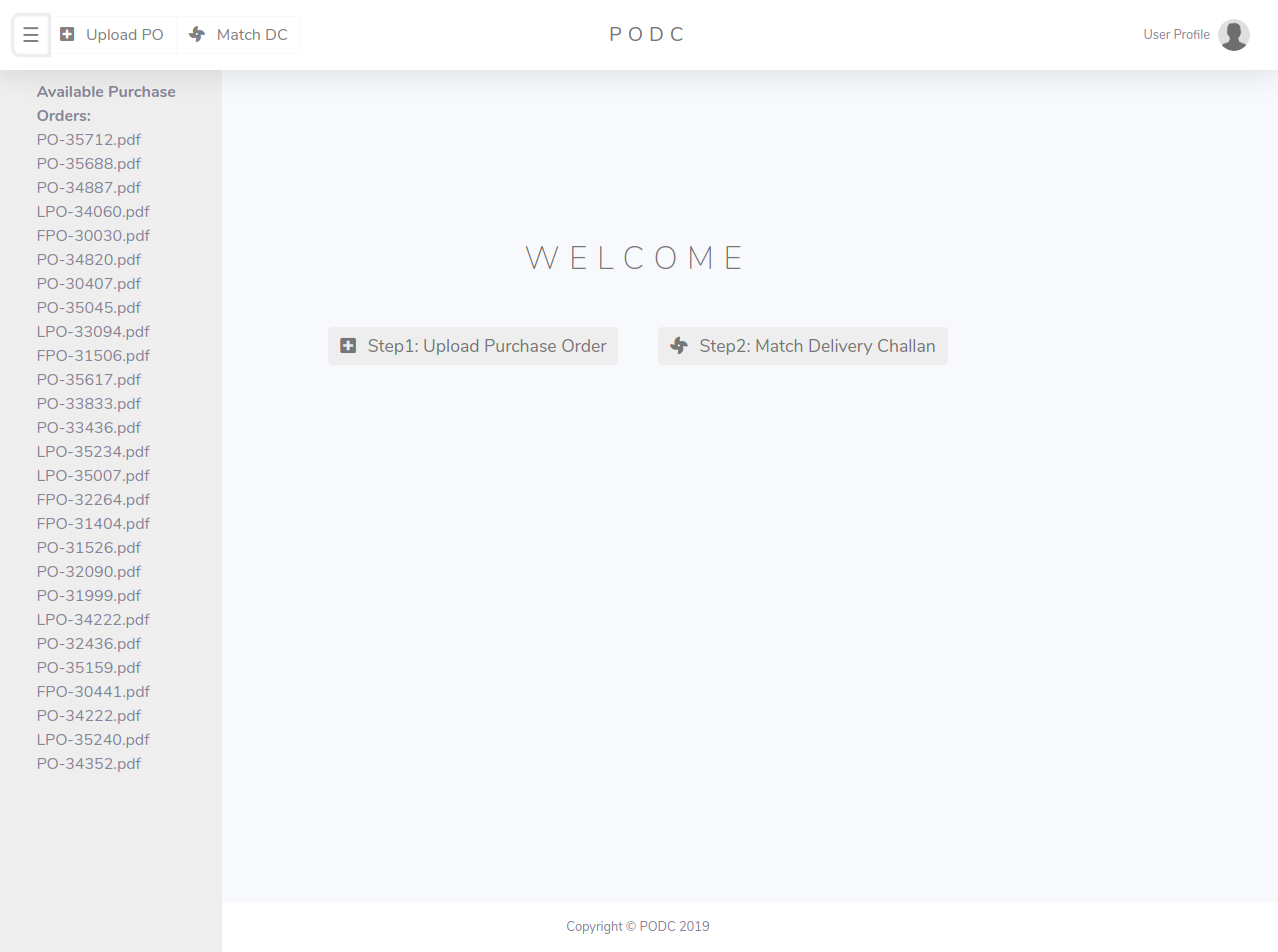 ☰ Upload PO Match DC PODC User Profile
Available Purchase
Orders:
PO-35712.pdf
PO-35688.pdf
PO-34887.pdf
LPO-34060.pdf
FPO-30030.pdf
PO-34820.pdf
PO-30407.pdf
PO-35045.pdf
LPO-33094.pdf
FPO-31506.pdf
PO-35617.pdf
PO-33833.pdf
PO-33436.pdf
LPO-35234.pdf
LPO-35007.pdf
FPO-32264.pdf
FPO-31404.pdf
PO-31526.pdf
PO-32090.pdf
PO-31999.pdf
LPO-34222.pdf
PO-32436.pdf
PO-35159.pdf
FPO-30441.pdf
PO-34222.pdf
LPO-35240.pdf
PO-34352.pdf
WELCOME
Step1: Upload Purchase Order Step2: Match Delivery Challan
Copyright © PODC 2019